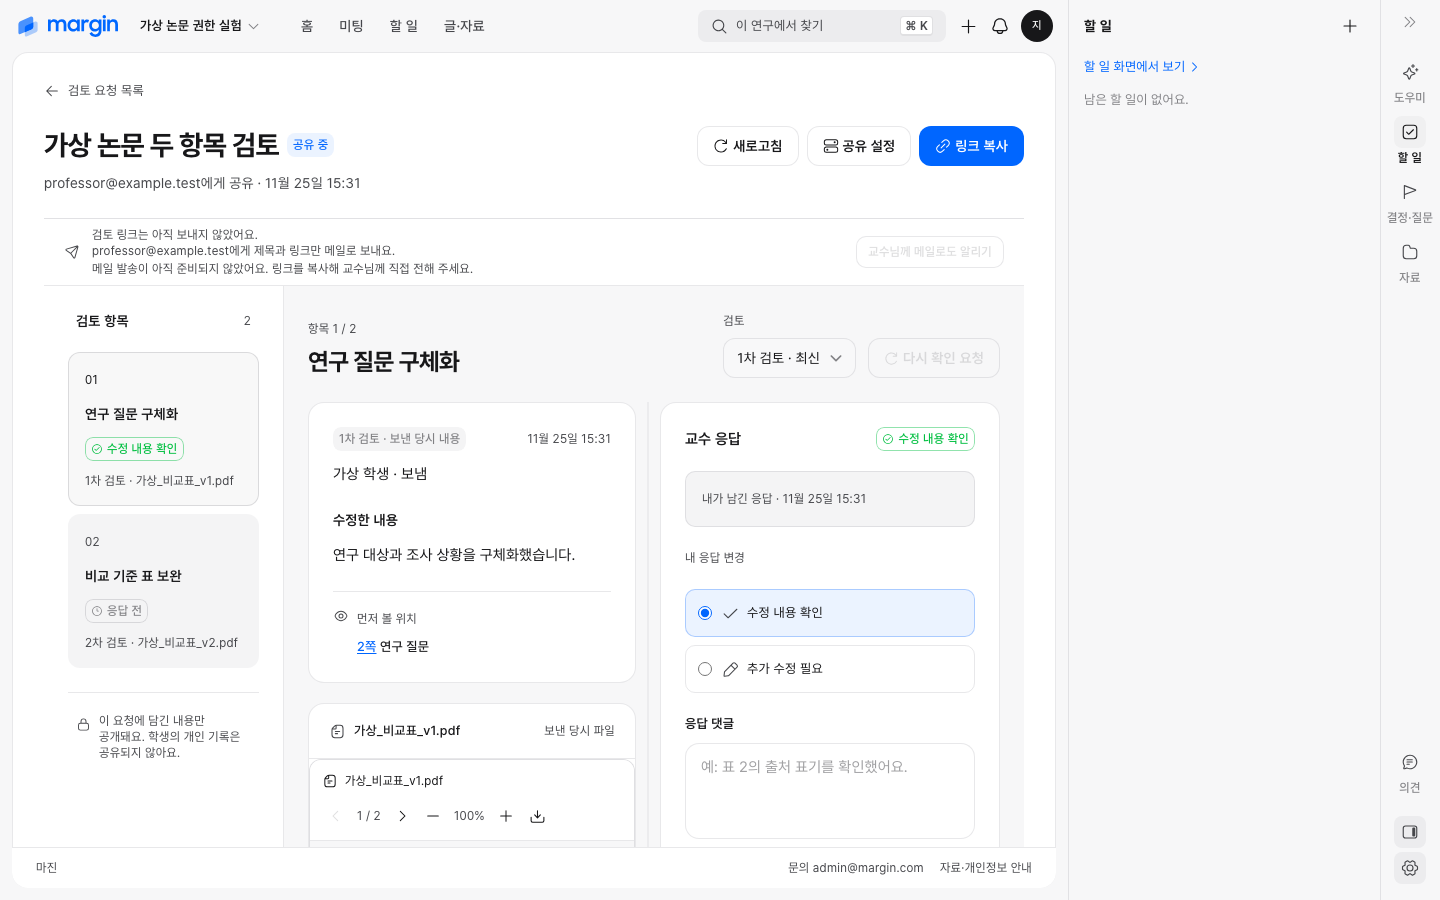 margin
가상 논문 권한 실험
홈
미팅
할 일
글·자료
이 연구에서 찾기
⌘ K
지
검토 요청 목록
가상 논문 두 항목 검토
공유 중
새로고침
공유 설정
링크 복사
professor@example.test에게 공유 · 11월 25일 15:31
검토 링크는 아직 보내지 않았어요.
professor@example.test에게 제목과 링크만 메일로 보내요.
메일 발송이 아직 준비되지 않았어요. 링크를 복사해 교수님께 직접 전해 주세요.
교수님께 메일로도 알리기
검토 항목
2
01
연구 질문 구체화
수정 내용 확인
1차 검토 · 가상_비교표_v1.pdf
02
비교 기준 표 보완
응답 전
2차 검토 · 가상_비교표_v2.pdf
이 요청에 담긴 내용만
공개돼요. 학생의 개인 기록은
공유되지 않아요.
항목 1 / 2
연구 질문 구체화
검토
1차 검토 · 최신
다시 확인 요청
1차 검토 · 보낸 당시 내용
11월 25일 15:31
가상 학생 · 보냄
수정한 내용
연구 대상과 조사 상황을 구체화했습니다.
먼저 볼 위치
2쪽 연구 질문
가상_비교표_v1.pdf
보낸 당시 파일
가상_비교표_v1.pdf
1 / 2
100%
교수 응답
수정 내용 확인
내가 남긴 응답 · 11월 25일 15:31
내 응답 변경
수정 내용 확인
추가 수정 필요
응답 댓글
예: 표 2의 출처 표기를 확인했어요.
마진
문의 admin@margin.com
자료·개인정보 안내
할 일
할 일 화면에서 보기
남은 할 일이 없어요.
도우미
할 일
결정·질문
자료
의견